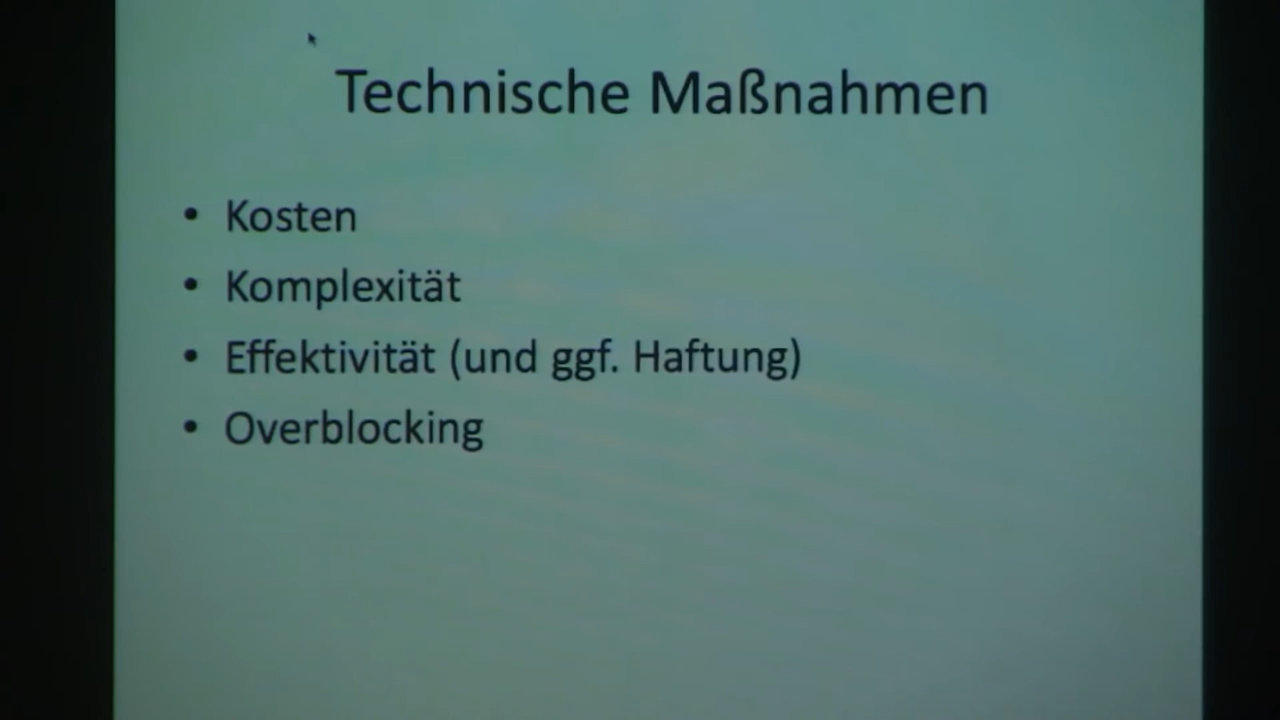 Technische Maßnahmen
• Kosten
• Komplexität
• Effektivität (und ggf. Haftung)
• Overblocking